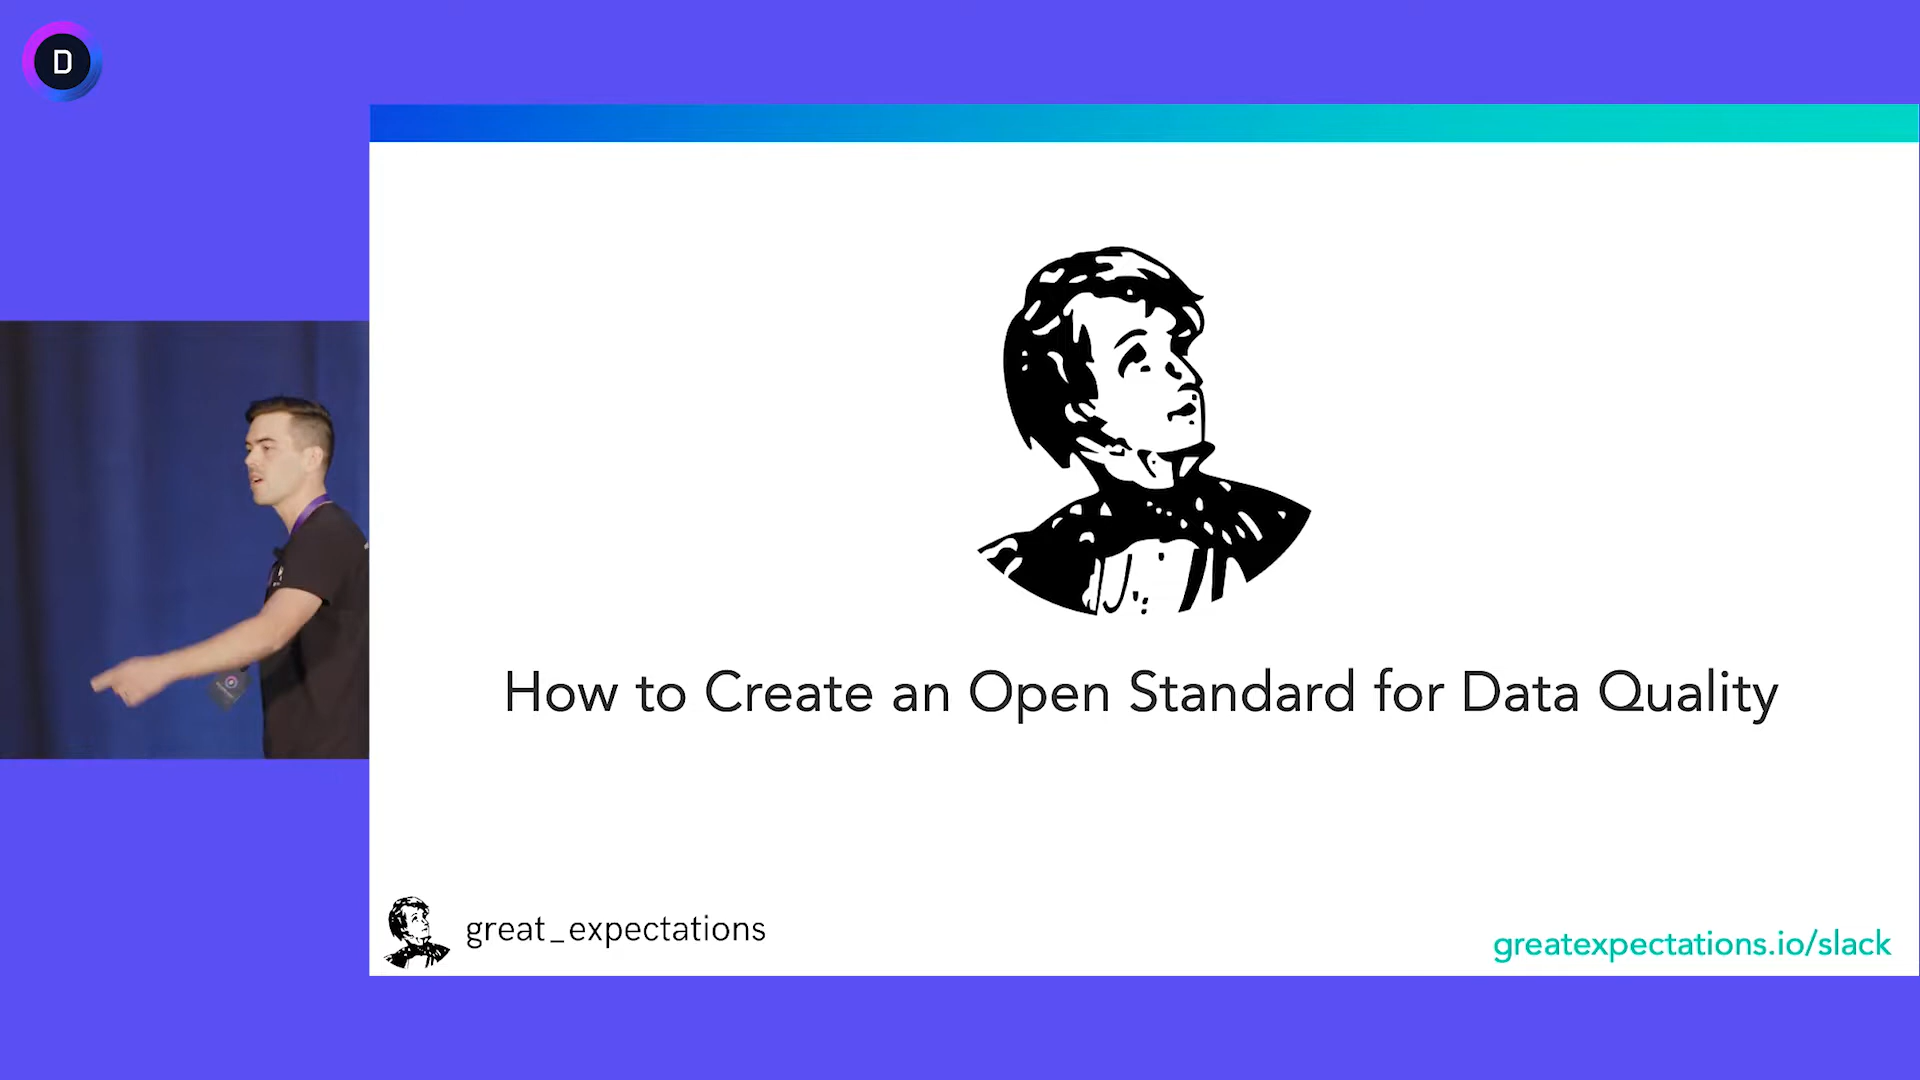 D
How to Create an Open Standard for Data Quality
great_expectations
greatexpectations.io/slack